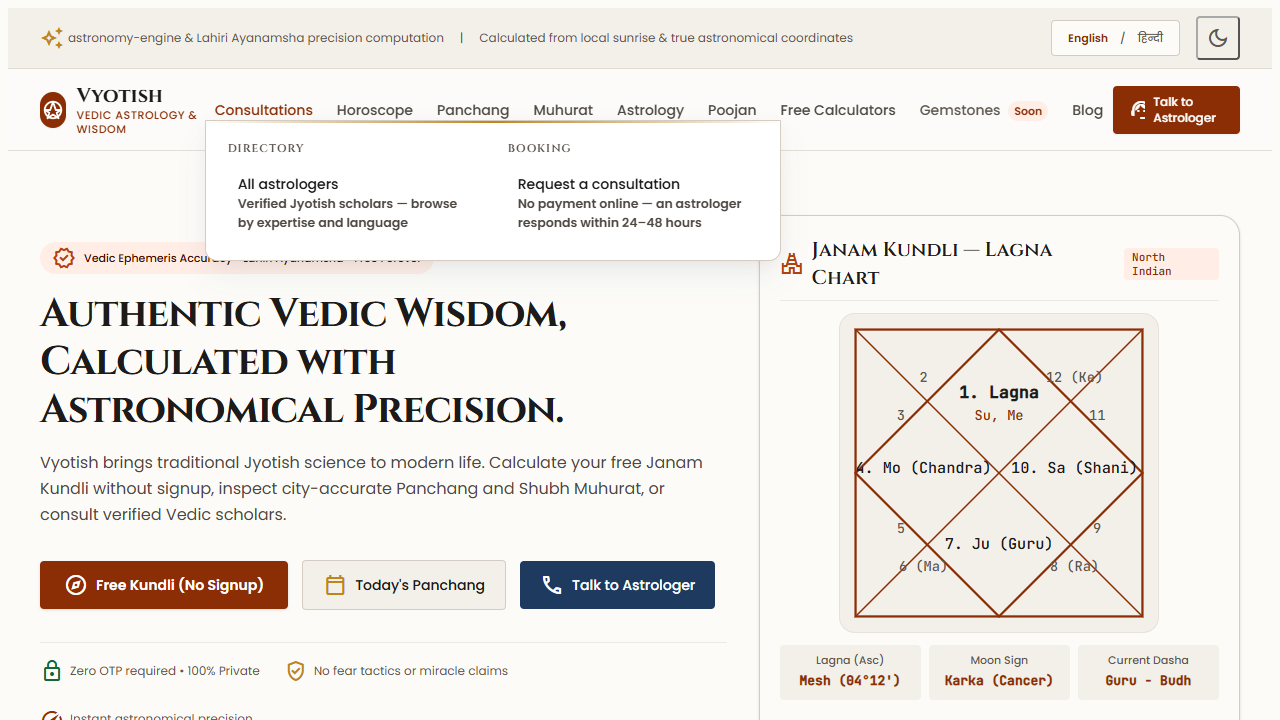 astronomy-engine & Lahiri Ayanamsha precision computation | Calculated from local sunrise & true astronomical coordinates
English / हिन्दी
Vyotish
VEDIC ASTROLOGY & WISDOM
Consultations Horoscope Panchang Muhurat Astrology Poojan Free Calculators Gemstones Soon Blog
Talk to Astrologer
DIRECTORY
All astrologers
Verified Jyotish scholars — browse
by expertise and language
BOOKING
Request a consultation
No payment online — an astrologer
responds within 24–48 hours
Vedic Ephemeris Accuracy
Authentic Vedic Wisdom,
Calculated with
Astronomical Precision.
Vyotish brings traditional Jyotish science to modern life. Calculate your free Janam
Kundli without signup, inspect city-accurate Panchang and Shubh Muhurat, or
consult verified Vedic scholars.
Free Kundli (No Signup)
Today's Panchang
Talk to Astrologer
Zero OTP required • 100% Private
No fear tactics or miracle claims
Instant astronomical precision
Janam Kundli — Lagna
Chart
North
Indian
2
12 (Ke)
1. Lagna
3
Su, Me
11
4. Mo (Chandra)
10. Sa (Shani)
5
9
7. Ju (Guru)
6 (Ma)
8 (Ra)
Lagna (Asc)
Mesh (04°12')
Moon Sign
Karka (Cancer)
Current Dasha
Guru - Budh